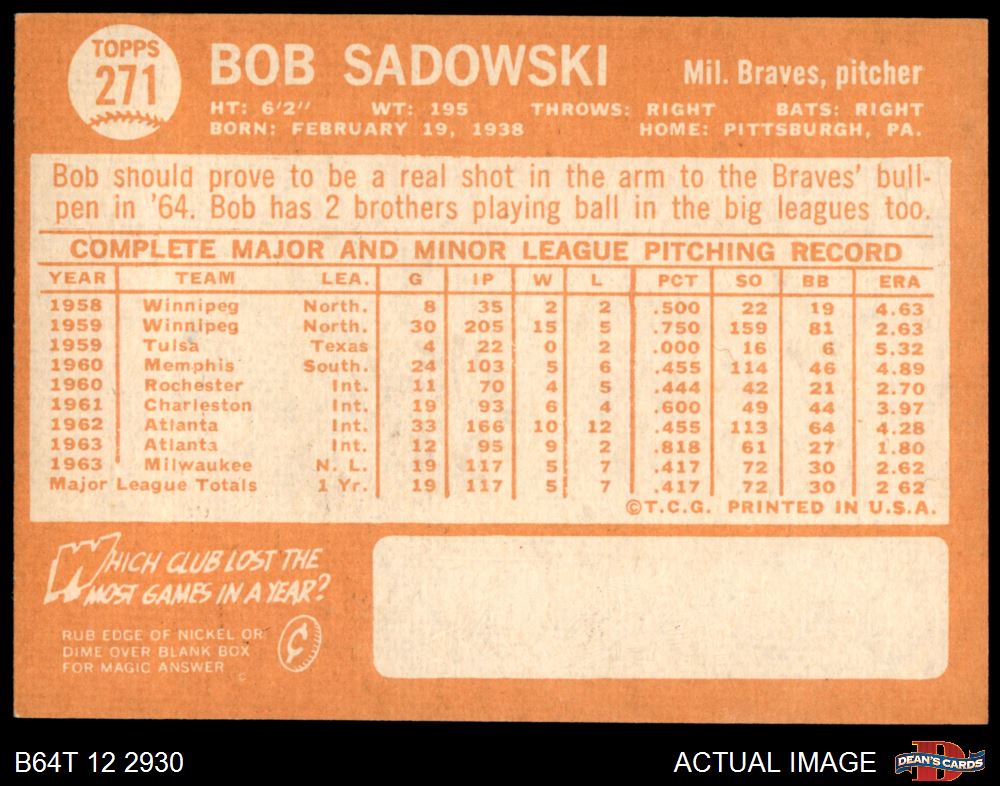 TOPPS
271
BOB SADOWSKI
Mil. Braves, pitcher
HT: 6'2" WT: 195 THROWS: RIGHT BATS: RIGHT
BORN: FEBRUARY 19, 1938 HOME: PITTSBURGH, PA.
Bob should prove to be a real shot in the arm to the Braves' bull-
pen in '64. Bob has 2 brothers playing ball in the big leagues too.
COMPLETE MAJOR AND MINOR LEAGUE PITCHING RECORD
YEAR TEAM LEA. G IP W L PCT SO BB ERA
1958 Winnipeg North. 8 35 2 2 .500 22 19 4.63
1959 Winnipeg North. 30 205 15 5 .750 159 81 2.63
1959 Tulsa Texas 4 22 0 2 .000 16 6 5.32
1960 Memphis South. 24 103 5 6 .455 114 46 4.89
1960 Rochester Int. 11 70 4 5 .444 42 21 2.70
1961 Charleston Int. 19 93 6 4 .600 49 44 3.97
1962 Atlanta Int. 33 166 10 12 .455 113 64 4.28
1963 Atlanta Int. 12 95 9 2 .818 61 27 1.80
1963 Milwaukee N. L. 19 117 5 7 .417 72 30 2.62
Major League Totals 1 Yr. 19 117 5 7 .417 72 30 2 62
©T.C.G. PRINTED IN U.S.A.
WHICH CLUB LOST THE
MOST GAMES IN A YEAR?
RUB EDGE OF NICKEL OR
DIME OVER BLANK BOX
FOR MAGIC ANSWER
¢
B64T 12 2930
ACTUAL IMAGE
D
DEAN'S CARDS